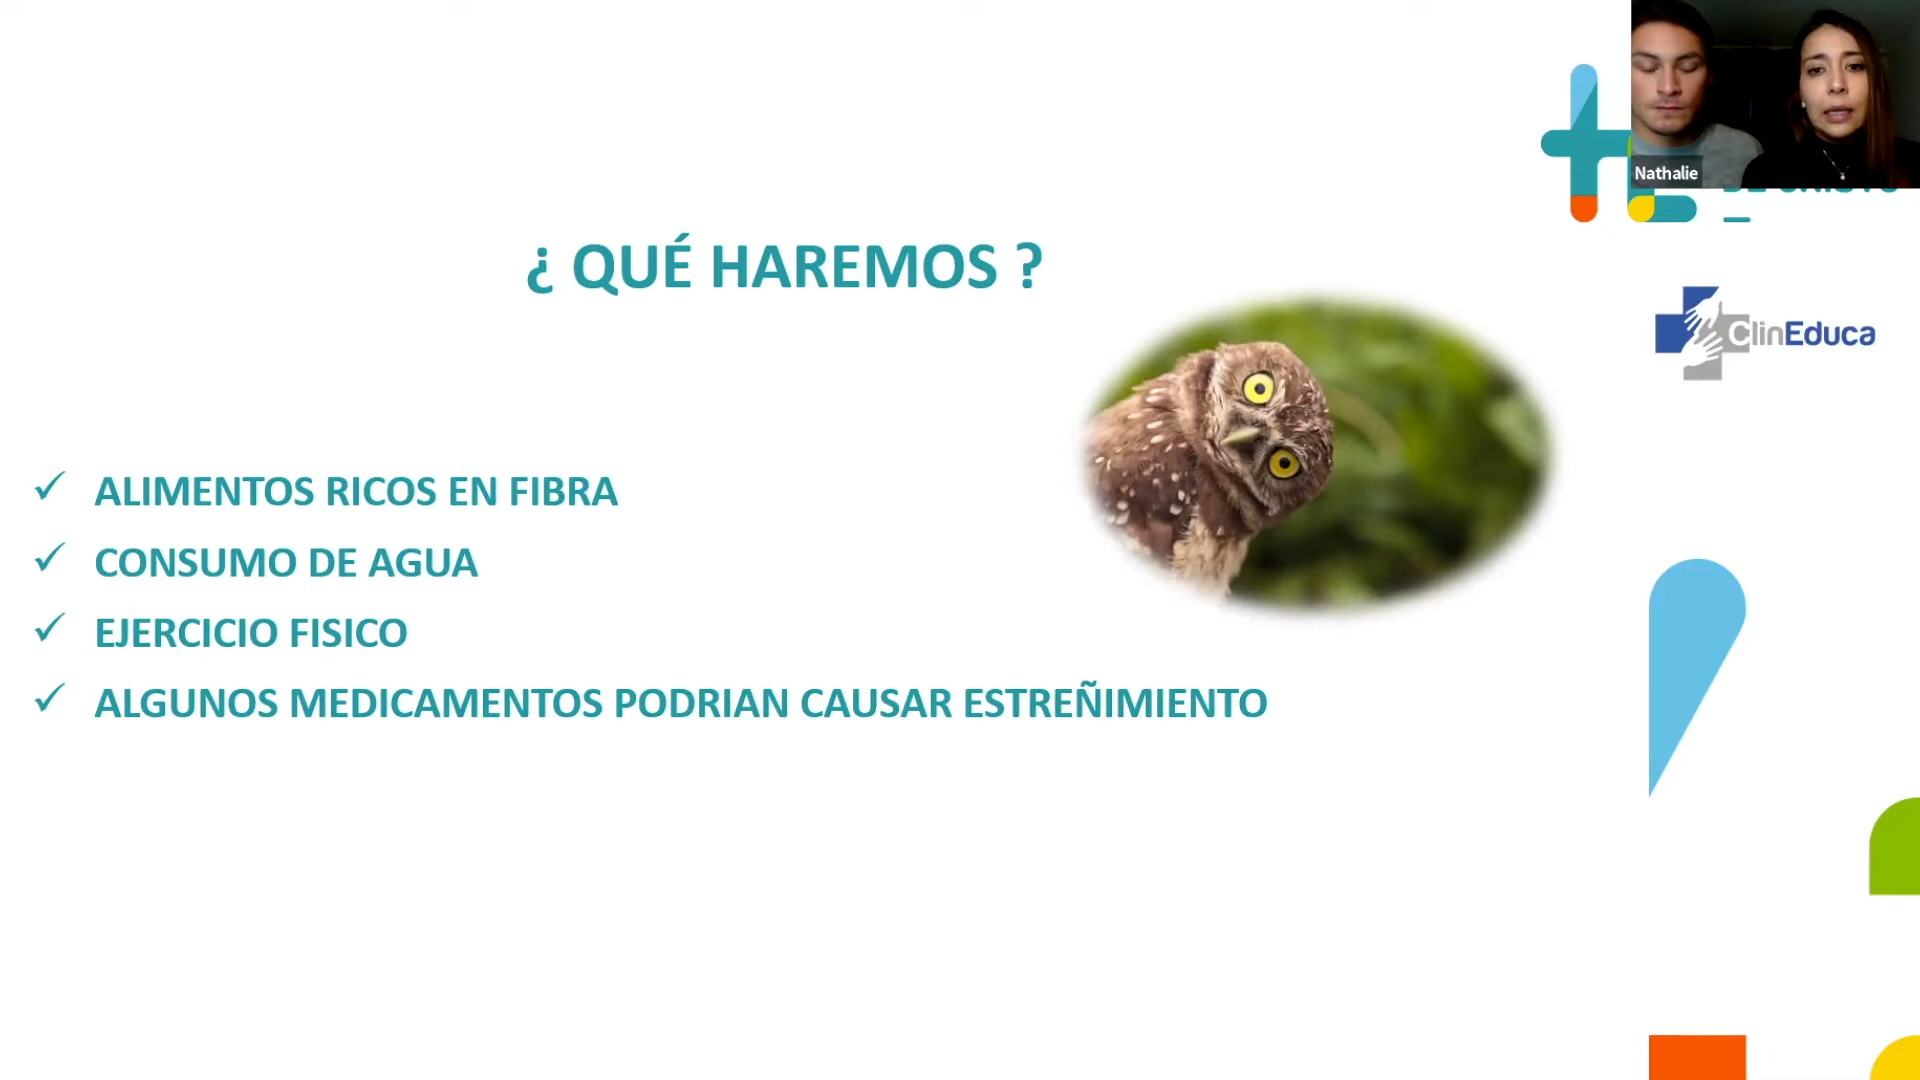 Nathalie
¿ QUÉ HAREMOS ?
ClinEduca
ALIMENTOS RICOS EN FIBRA
CONSUMO DE AGUA
EJERCICIO FISICO
ALGUNOS MEDICAMENTOS PODRIAN CAUSAR ESTREÑIMIENTO